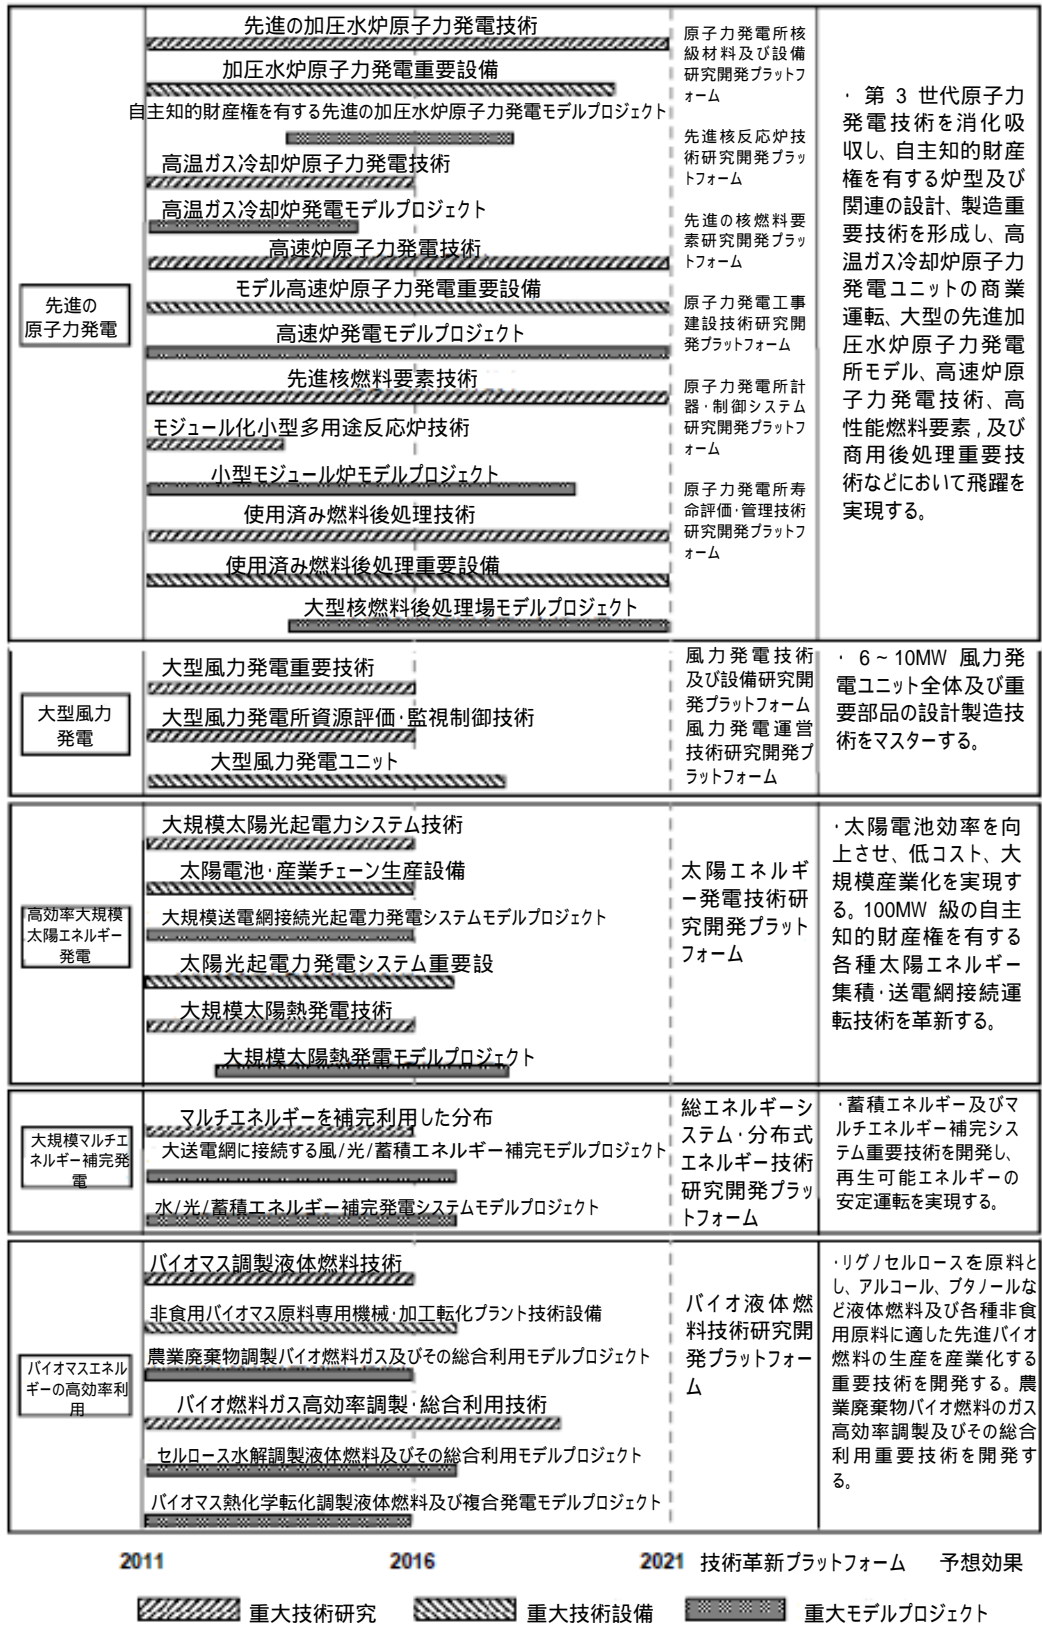 先進の加圧水炉原子力発電技術
加圧水炉原子力発電重要設備
自主知的財産権を有する先進の加圧水炉原子力発電モデルプロジェクト
高温ガス冷却炉原子力発電技術
高温ガス冷却炉発電モデルプロジェクト
高速炉原子力発電技術
先進の
原子力発電
モデル高速炉原子力発電重要設備
高速炉発電モデルプロジェクト
先進核燃料要素技術
モジュール化小型多用途反応炉技術
小型モジュール炉モデルプロジェクト
使用済み燃料後処理技術
使用済み燃料後処理重要設備
大型核燃料後処理場モデルプロジェクト
原子力発電所核
級材料及び設備
研究開発プラットフ
ォーム
先進核反応炉技
術研究開発プラッ
トフォーム
先進の核燃料要
素研究開発プラッ
トフォーム
原子力発電工事
建設技術研究開
発プラットフォーム
原子力発電所計
器·制御システム
研究開発プラットフ
ォーム
原子力発電所寿
命評価·管理技術
研究開発プラットフ
ォーム
· 第 3 世代原子力
発電技術を消化吸
収し、自主知的財産
権を有する炉型及び
関連の設計、製造重
要技術を形成し、高
温ガス冷却炉原子力
発電ユニットの商業
運転、大型の先進加
圧水炉原子力発電
所モデル、高速炉原
子力発電技術、高
性能燃料要素,及び
商用後処理重要技
術などにおいて飛躍を
実現する。
大型風力
発電
大型風力発電重要技術
大型風力発電所資源評価·監視制御技術
大型風力発電ユニット
風力発電技術
及び設備研究開
発プラットフォーム
風力発電運営
技術研究開発プ
ラットフォーム
· 6~10MW 風力発
電ユニット全体及び重
要部品の設計製造技
術をマスターする。
高効率大規模
太陽エネルギー
発電
大規模太陽光起電力システム技術
太陽電池·産業チェーン生産設備
大規模送電網接続光起電力発電システムモデルプロジェクト
太陽光起電力発電システム重要設
大規模太陽熱発電技術
大規模太陽熱発電モデルプロジェクト
太陽エネルギ
ー発電技術研
究開発プラット
フォーム
·太陽電池効率を向
上させ、低コスト、大
規模産業化を実現す
る。100MW 級の自主
知的財産権を有する
各種太陽エネルギー
集積·送電網接続運
転技術を革新する。
大規模マルチエ
ネルギー補完発
電
マルチエネルギーを補完利用した分布
大送電網に接続する風/光/蓄積エネルギー補完モデルプロジェクト
水/光/蓄積エネルギー補完発電システムモデルプロジェクト
総エネルギーシ
ステム·分布式
エネルギー技術
研究開発プラッ
トフォーム
·蓄積エネルギー及びマ
ルチエネルギー補完シス
テム重要技術を開発し、
再生可能エネルギーの
安定運転を実現する。
バイオマスエネル
ギーの高効率利
用
バイオマス調製液体燃料技術
非食用バイオマス原料専用機械·加工転化プラント技術設備
農業廃棄物調製バイオ燃料ガス及びその総合利用モデルプロジェクト
バイオ燃料ガス高効率調製·総合利用技術
セルロース水解調製液体燃料及びその総合利用モデルプロジェクト
バイオマス熱化学転化調製液体燃料及び複合発電モデルプロジェクト
バイオ液体燃
料技術研究開
発プラットフォー
ム
·リグノセルロースを原料と
し、アルコール、ブタノールな
ど液体燃料及び各種非食
用原料に適した先進バイオ
燃料の生産を産業化する
重要技術を開発する。農
業廃棄物バイオ燃料のガス
高効率調製及びその総合
利用重要技術を開発す
る。
2011 2016 2021 技術革新プラットフォーム 予想効果
重大技術研究 重大技術設備 重大モデルプロジェクト